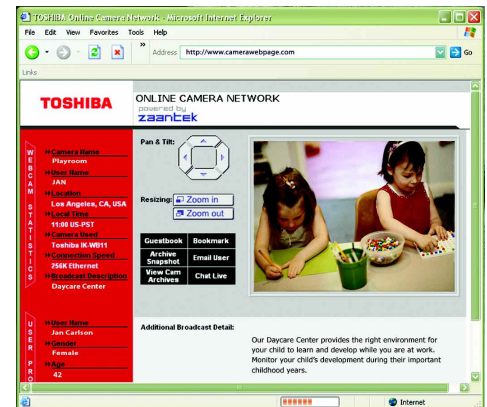 TOSHIBA Online Camera Network - Microsoft Internet Explorer
File Edit View Favorites Tools Help
» Address http://www.camerawebpage.com Go
Links
TOSHIBA
ONLINE CAMERA NETWORK
powered by
zaantek
WEBCAM STATISTICS
»Camera Name
Playroom
»User Name
JAN
»Location
Los Angeles, CA, USA
»Local Time
11:00 US-PST
»Camera Used
Toshiba IK-WB11
»Connection Speed
256K Ethernet
»Broadcast Description
Daycare Center
Pan & Tilt:
Resizing: Zoom in
Zoom out
Guestbook Bookmark
Archive Snapshot Email User
View Cam Archives Chat Live
USER PRO
»User Name
Jan Carlson
»Gender
Female
»Age
42
Additional Broadcast Detail:
Our Daycare Center provides the right environment for
your child to learn and develop while you are at work.
Monitor your child's development during their important
childhood years.
Internet